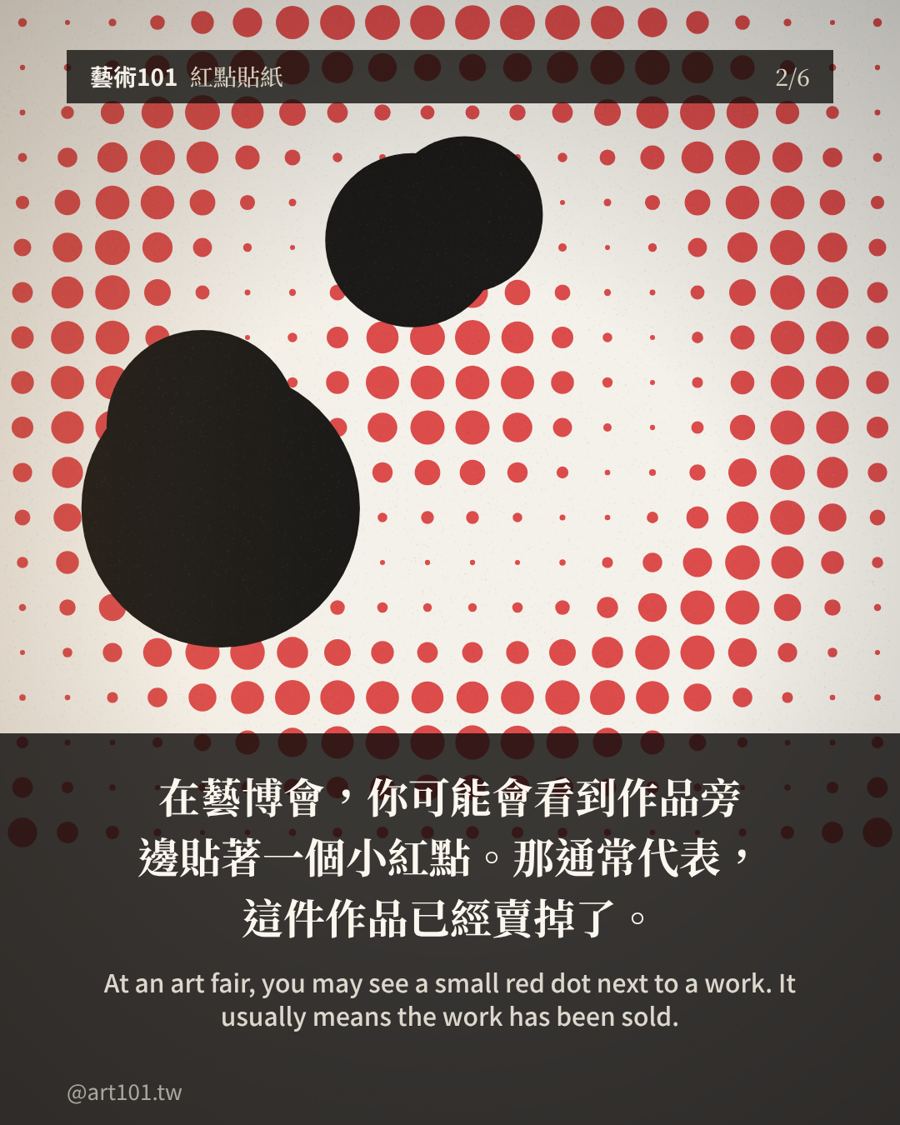 藝術101 紅點貼紙 2/6
在藝博會，你可能會看到作品旁
邊貼著一個小紅點。那通常代表，
這件作品已經賣掉了。
At an art fair, you may see a small red dot next to a work. It
usually means the work has been sold.
@art101.tw